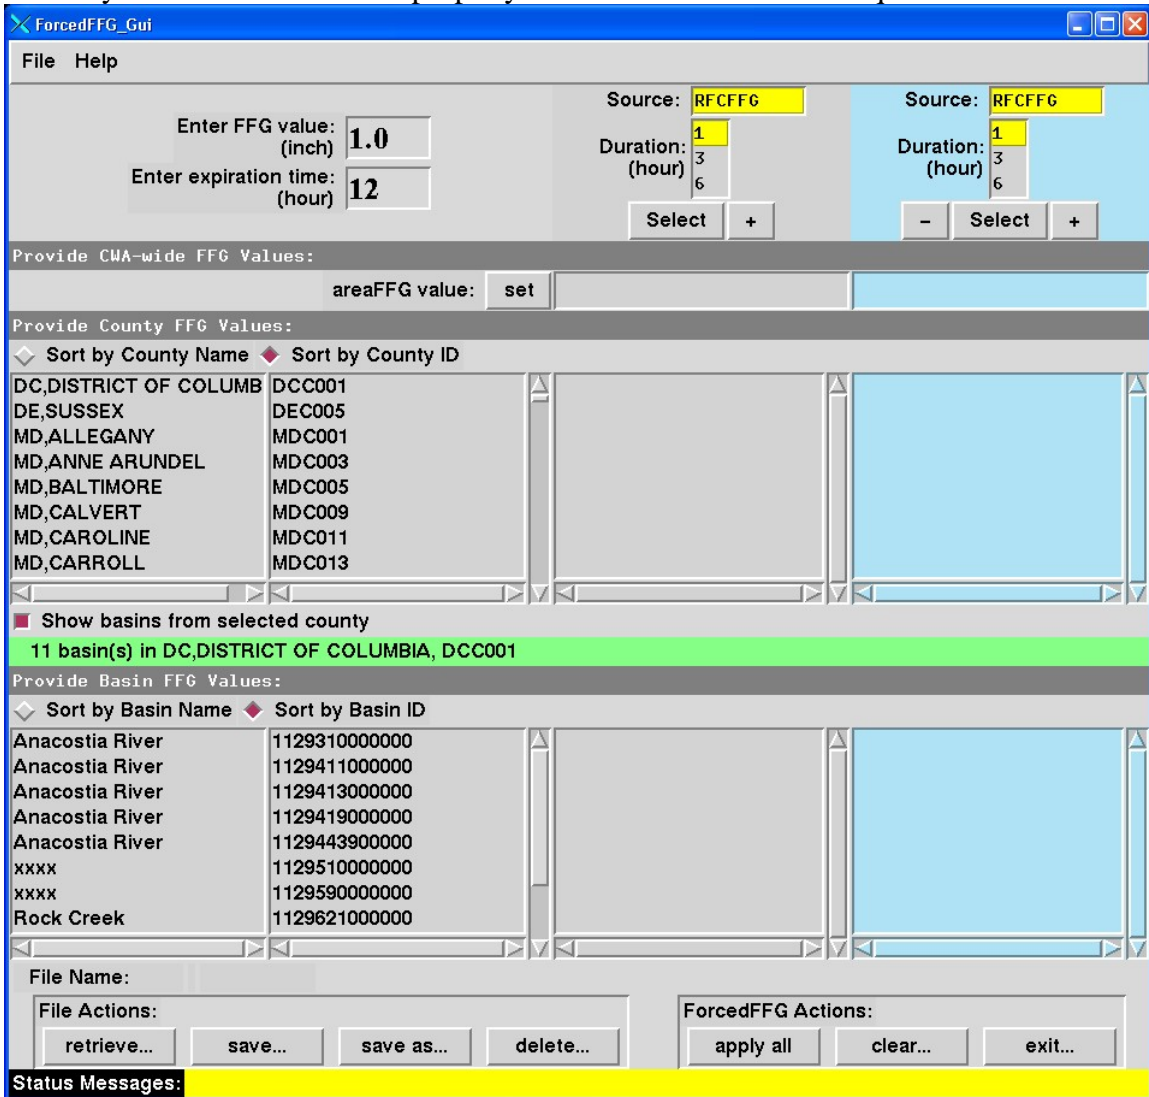 ForcedFFG_Gui
File Help
Enter FFG value:
(inch)
1.0
Enter expiration time:
(hour)
12
Source: RFCFFG
Duration:
(hour)
1
3
6
Select +
Source: RFCFFG
Duration:
(hour)
1
3
6
- Select +
Provide CWA-wide FFG Values:
areaFFG value: set
Provide County FFG Values:
Sort by County Name Sort by County ID
DC,DISTRICT OF COLUMB DCC001
DE,SUSSEX DEC005
MD,ALLEGANY MDC001
MD,ANNE ARUNDEL MDC003
MD,BALTIMORE MDC005
MD,CALVERT MDC009
MD,CAROLINE MDC011
MD,CARROLL MDC013
Show basins from selected county
11 basin(s) in DC,DISTRICT OF COLUMBIA, DCC001
Provide Basin FFG Values:
Sort by Basin Name Sort by Basin ID
Anacostia River 1129310000000
Anacostia River 1129411000000
Anacostia River 1129413000000
Anacostia River 1129419000000
Anacostia River 1129443900000
xxxx 1129510000000
xxxx 1129590000000
Rock Creek 1129621000000
File Name:
File Actions:
retrieve... save... save as... delete...
ForcedFFG Actions:
apply all clear... exit...
Status Messages: